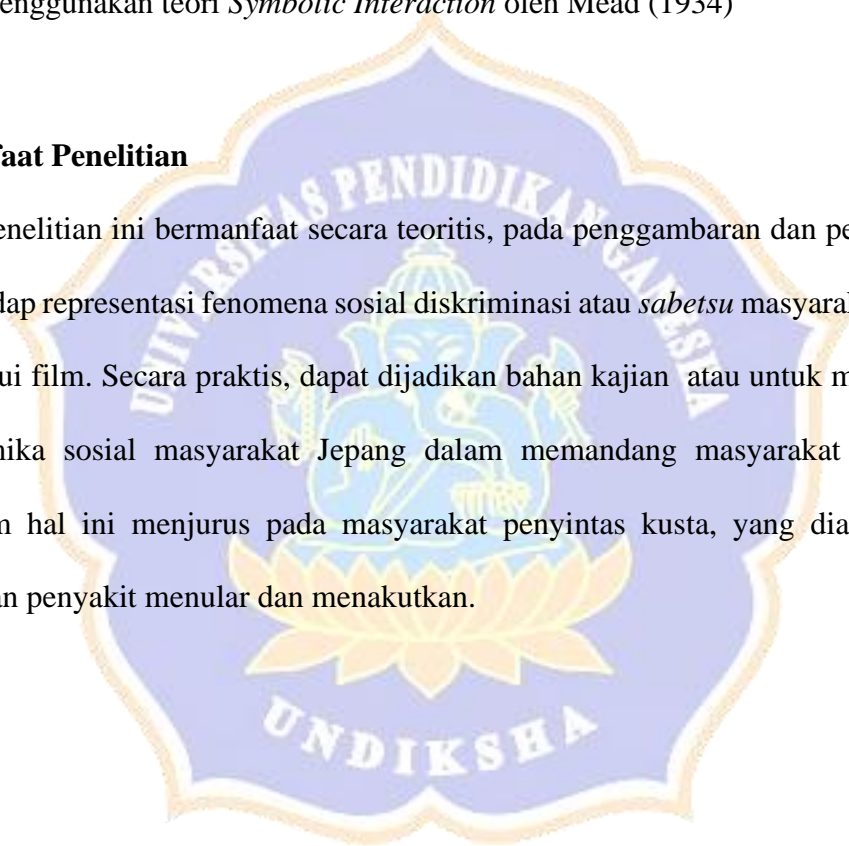 enggunakan teori Symbolic Interaction oleh Mead (1934)
faat Penelitian
enelitian ini bermanfaat secara teoritis, pada penggambaran dan pe
dap representasi fenomena sosial diskriminasi atau sabetsu masyarak
ui film. Secara praktis, dapat dijadikan bahan kajian atau untuk m
nika sosial masyarakat Jepang dalam memandang masyarakat
n hal ini menjurus pada masyarakat penyintas kusta, yang dia
an penyakit menular dan menakutkan.
UNIVERSITAS PENDIDIKAN GANESHA
UNDIKSHA